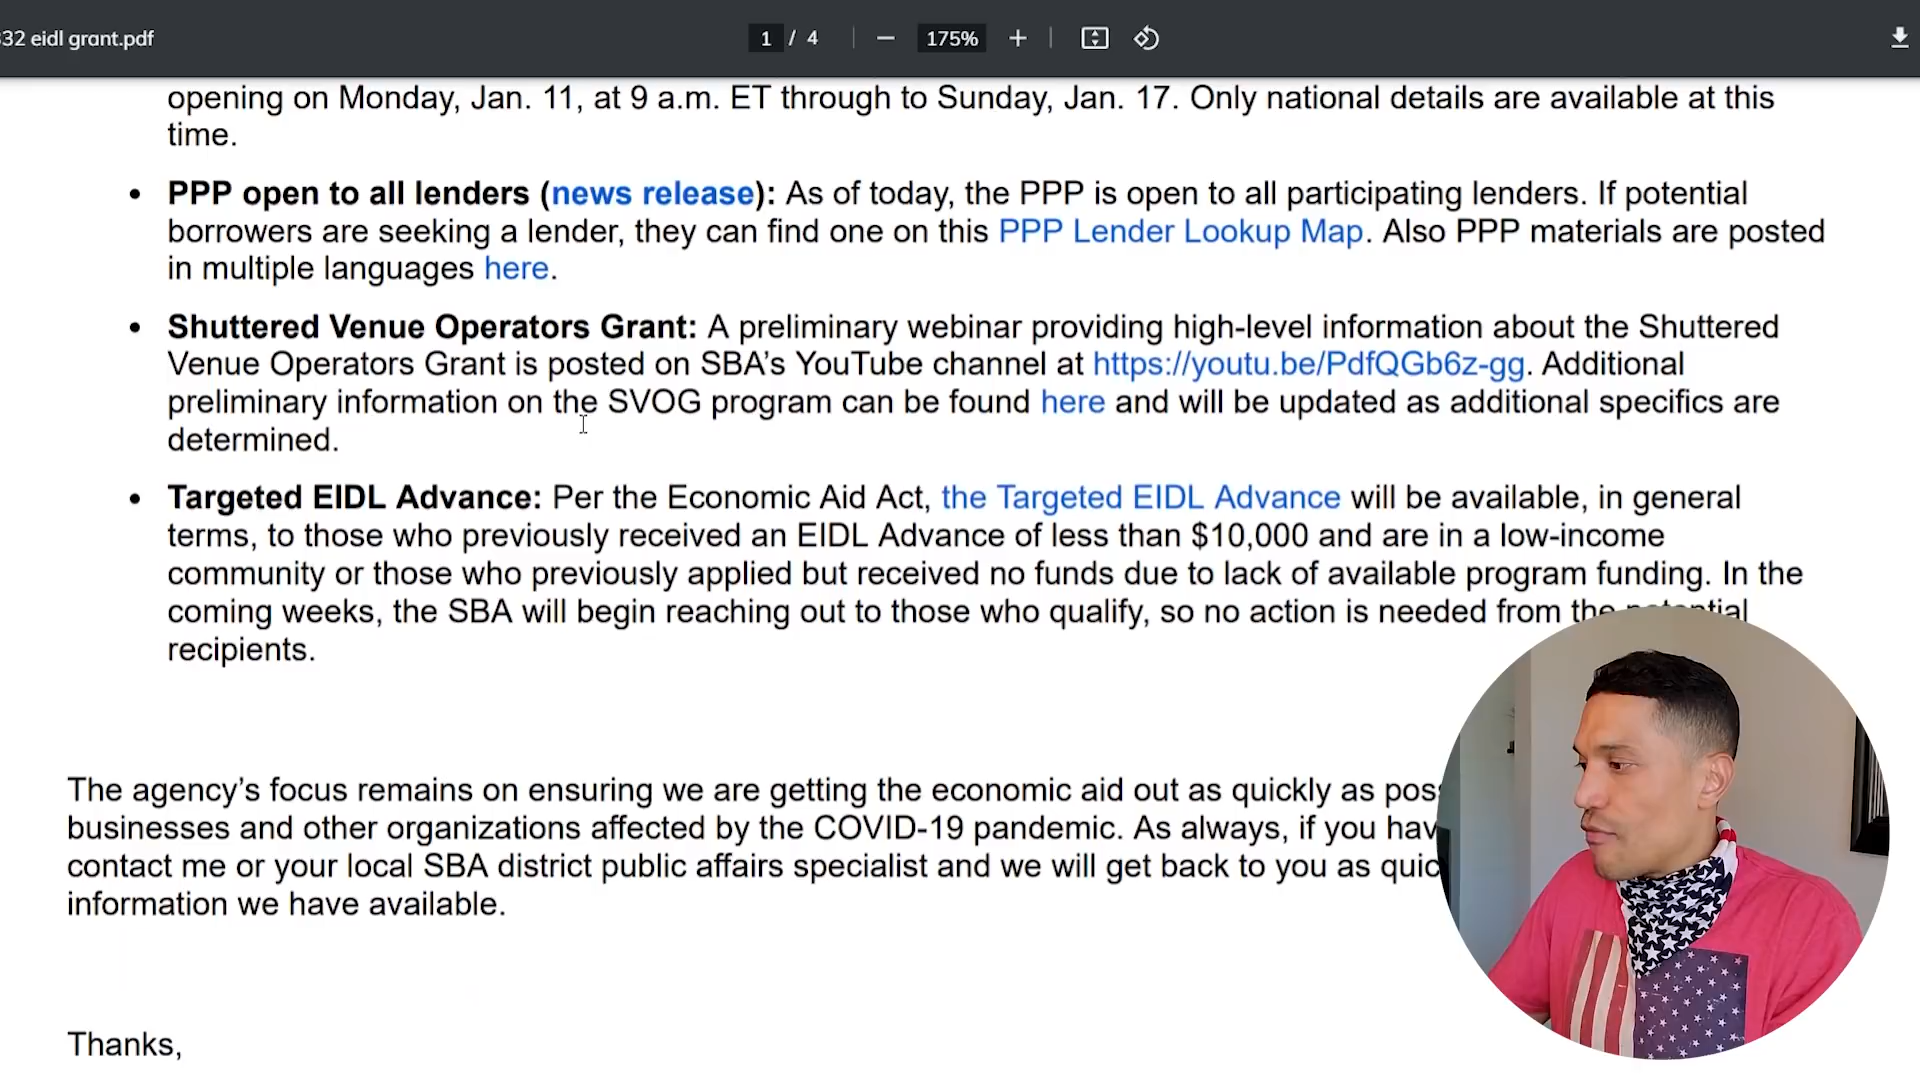 32 eidl grant.pdf
1 / 4
175%
opening on Monday, Jan. 11, at 9 a.m. ET through to Sunday, Jan. 17. Only national details are available at this
time.
• PPP open to all lenders (news release): As of today, the PPP is open to all participating lenders. If potential
borrowers are seeking a lender, they can find one on this PPP Lender Lookup Map. Also PPP materials are posted
in multiple languages here.
• Shuttered Venue Operators Grant: A preliminary webinar providing high-level information about the Shuttered
Venue Operators Grant is posted on SBA’s YouTube channel at https://youtu.be/PdfQGb6z-gg. Additional
preliminary information on the SVOG program can be found here and will be updated as additional specifics are
determined.
• Targeted EIDL Advance: Per the Economic Aid Act, the Targeted EIDL Advance will be available, in general
terms, to those who previously received an EIDL Advance of less than $10,000 and are in a low-income
community or those who previously applied but received no funds due to lack of available program funding. In the
coming weeks, the SBA will begin reaching out to those who qualify, so no action is needed from the potential
recipients.
The agency’s focus remains on ensuring we are getting the economic aid out as quickly as
businesses and other organizations affected by the COVID-19 pandemic. As always, if you
contact me or your local SBA district public affairs specialist and we will get back to you as
information we have available.
Thanks,